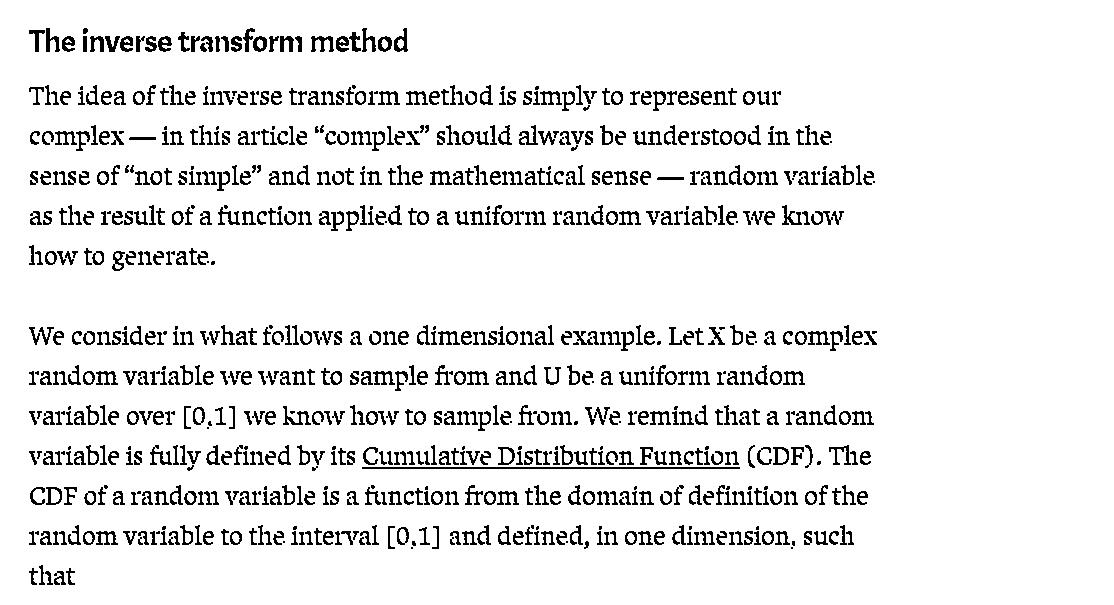 The inverse transform method
The idea of the inverse transform method is simply to represent our
complex — in this article “complex” should always be understood in the
sense of “not simple” and not in the mathematical sense — random variable
as the result of a function applied to a uniform random variable we know
how to generate.
We consider in what follows a one dimensional example. Let X be a complex
random variable we want to sample from and U be a uniform random
variable over [0,1] we know how to sample from. We remind that a random
variable is fully defined by its Cumulative Distribution Function (CDF). The
CDF of a random variable is a function from the domain of definition of the
random variable to the interval [0,1] and defined, in one dimension, such
that